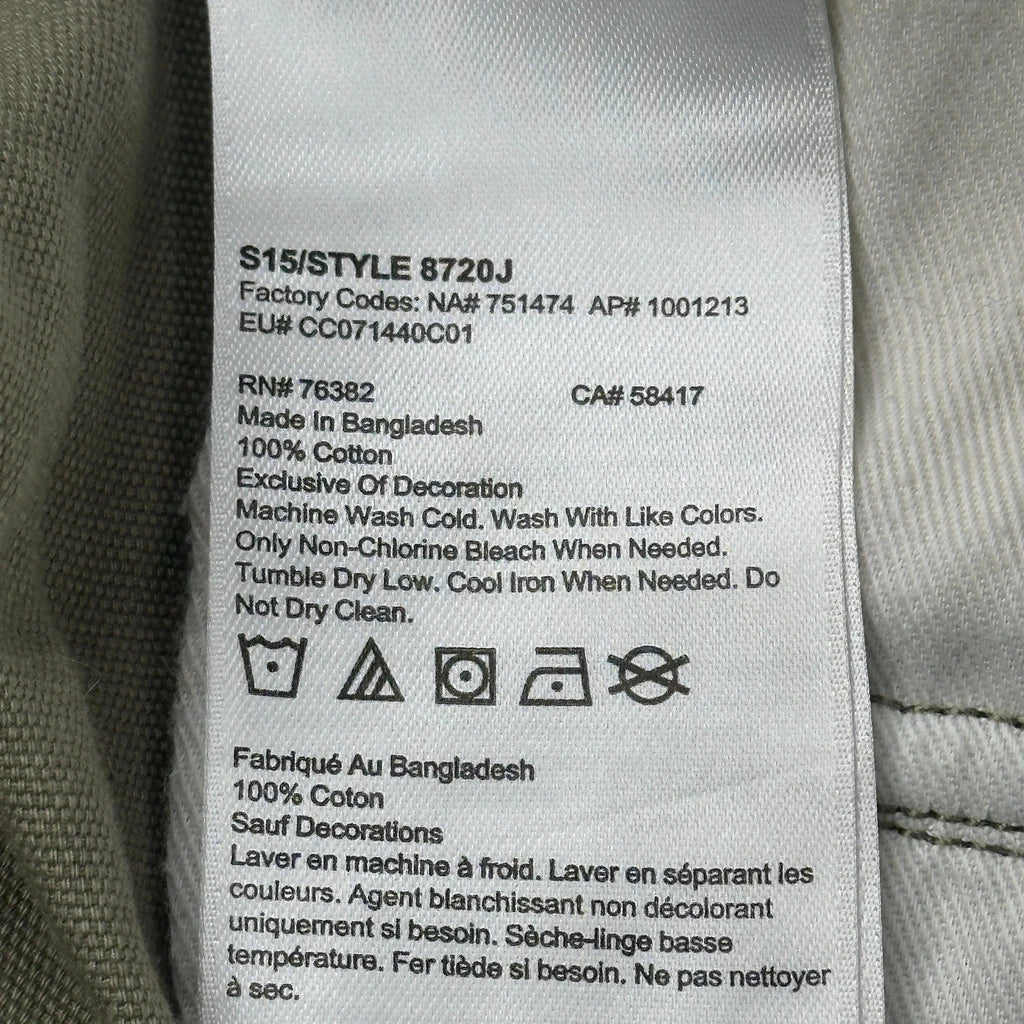 S15/STYLE 8720J
Factory Codes: NA# 751474 AP# 1001213
EU# CC071440C01
RN# 76382 CA# 58417
Made In Bangladesh
100% Cotton
Exclusive Of Decoration
Machine Wash Cold. Wash With Like Colors.
Only Non-Chlorine Bleach When Needed.
Tumble Dry Low. Cool Iron When Needed. Do
Not Dry Clean.
Fabriqué Au Bangladesh
100% Coton
Sauf Decorations
Laver en machine à froid. Laver en séparant les
couleurs. Agent blanchissant non décolorant
uniquement si besoin. Sèche-linge basse
température. Fer tiède si besoin. Ne pas nettoyer
à sec.